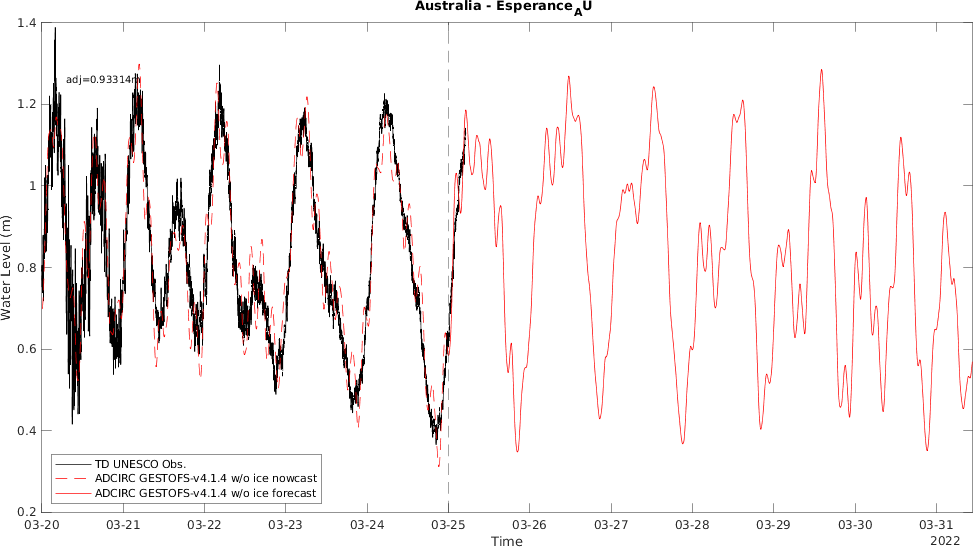 Australia - Esperance_AU
adj=0.93314m
1.4
1.2
1
0.8
0.6
0.4
0.2
Water Level (m)
TD UNESCO Obs.
ADCIRC GESTOFS-v4.1.4 w/o ice nowcast
ADCIRC GESTOFS-v4.1.4 w/o ice forecast
03-20 03-21 03-22 03-23 03-24 03-25 03-26 03-27 03-28 03-29 03-30 03-31
Time
2022